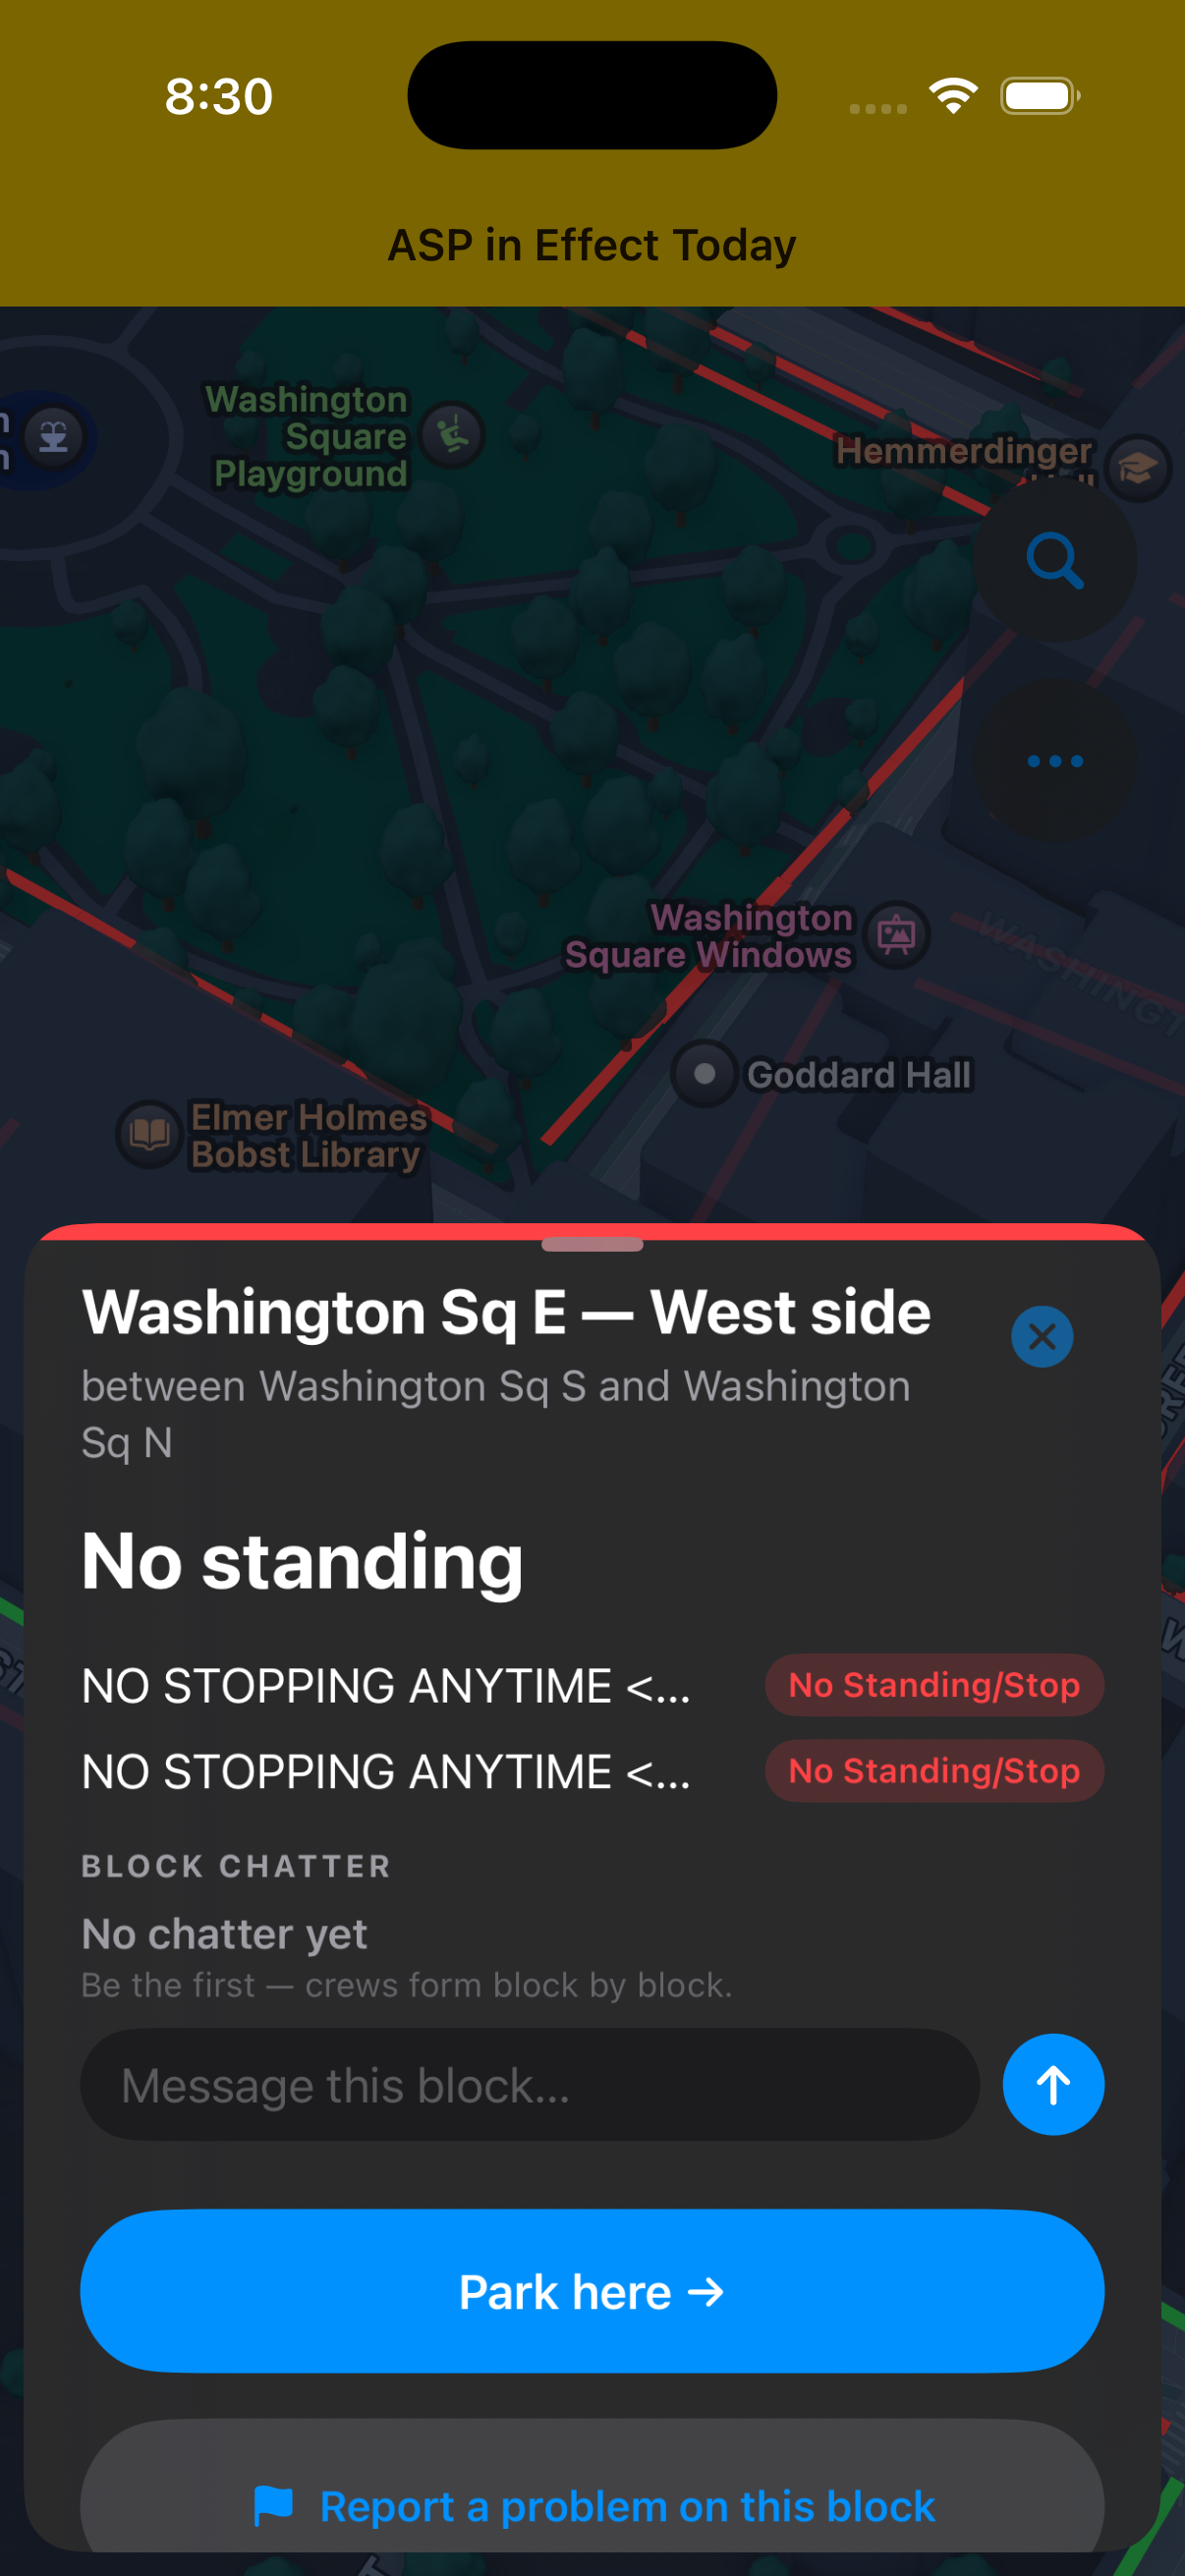 8:30
ASP in Effect Today
Washington
Square
Playground
Hemmerdinger
Washington
Square Windows
Goddard Hall
Elmer Holmes
Bobst Library
Washington Sq E — West side
between Washington Sq S and Washington
Sq N
No standing
NO STOPPING ANYTIME <...
No Standing/Stop
NO STOPPING ANYTIME <...
No Standing/Stop
BLOCK CHATTER
No chatter yet
Be the first — crews form block by block.
Message this block...
Park here →
Report a problem on this block